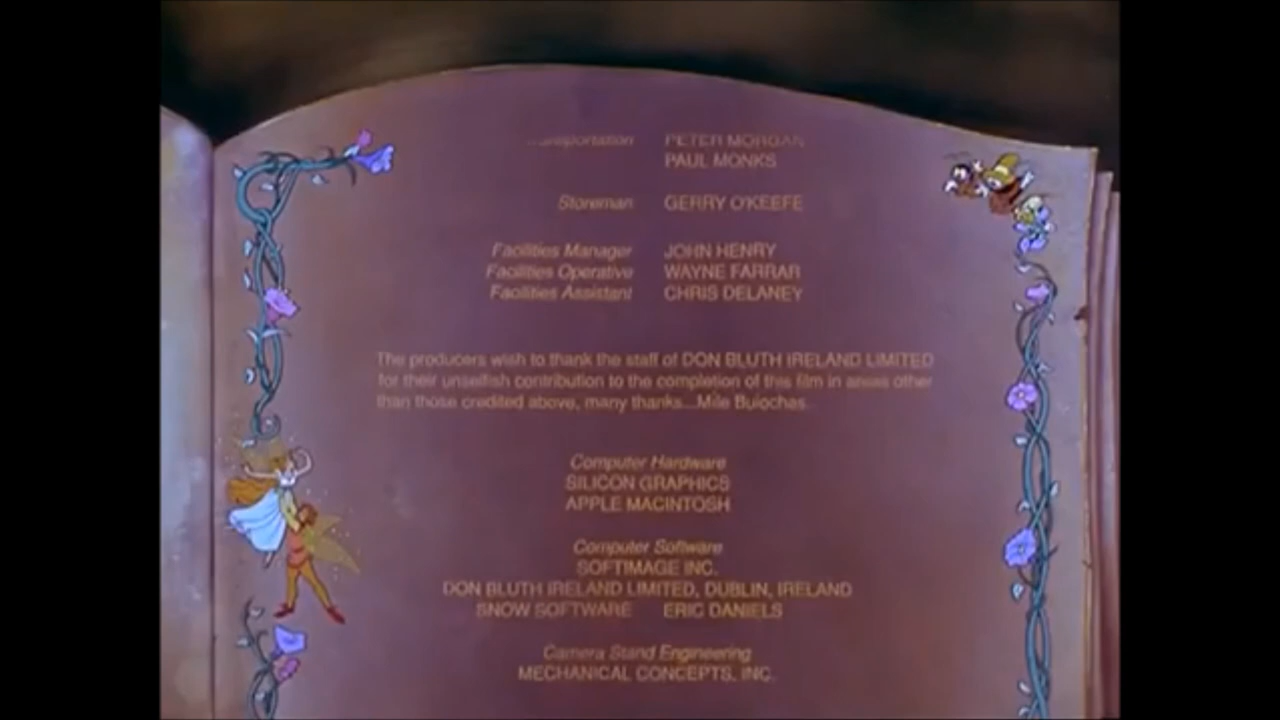 PETER MORGAN
PAUL MONKS
Storeman GERRY O'KEEFE
Facilities Manager JOHN HENRY
Facilities Operative WAYNE FARRAR
Facilities Assistant CHRIS DELANEY
The producers wish to thank the staff of DON BLUTH IRELAND LIMITED
for their unselfish contribution to the completion of this film in areas other
than those credited above, many thanks...Mile Buiochas.
Computer Hardware
SILICON GRAPHICS
APPLE MACINTOSH
Computer Software
SOFTIMAGE INC.
DON BLUTH IRELAND LIMITED, DUBLIN, IRELAND
SNOW SOFTWARE ERIC DANIELS
Camera Stand Engineering
MECHANICAL CONCEPTS, INC.